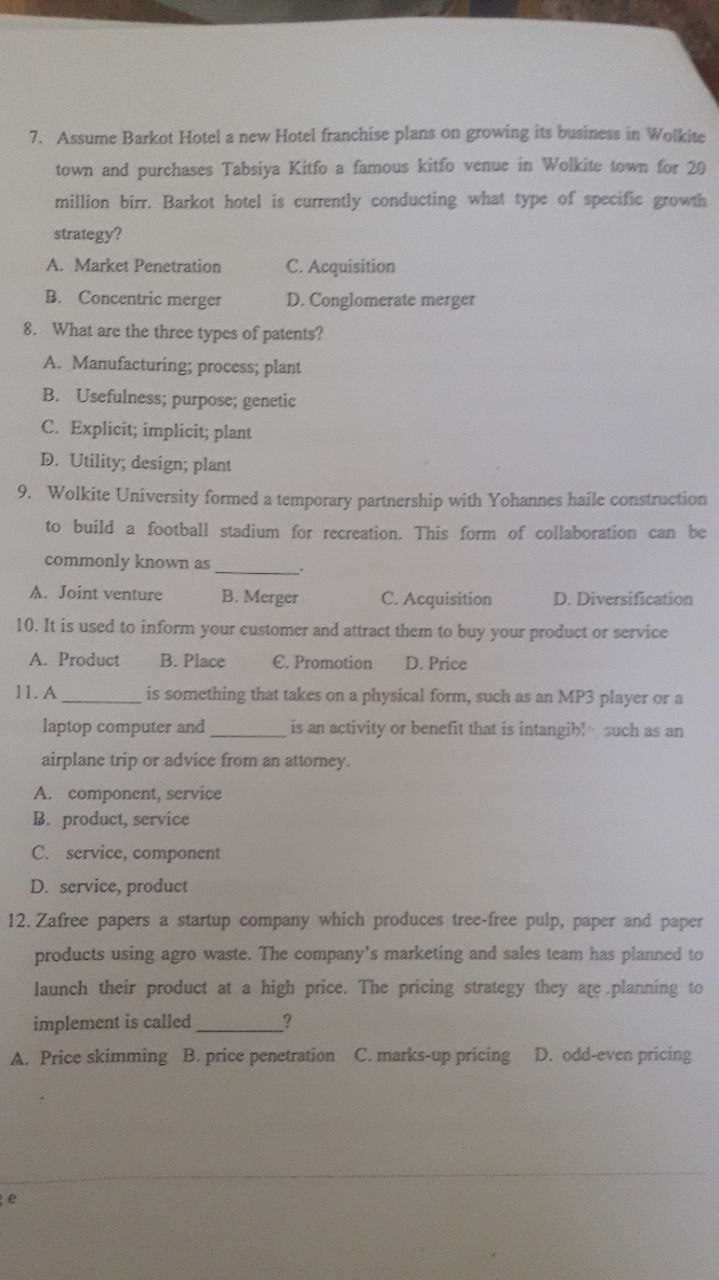 7. Assume Barkot Hotel a new Hotel franchise plans on growing its business in Wolkite
town and purchases Tabsiya Kitfo a famous kitfo venue in Wolkite town for 20
million birr. Barkot hotel is currently conducting what type of specific growth
strategy?
A. Market Penetration C. Acquisition
B. Concentric merger D. Conglomerate merger
8. What are the three types of patents?
A. Manufacturing; process; plant
B. Usefulness; purpose; genetic
C. Explicit; implicit; plant
D. Utility; design; plant
9. Wolkite University formed a temporary partnership with Yohannes haile construction
to build a football stadium for recreation. This form of collaboration can be
commonly known as ________.
A. Joint venture B. Merger C. Acquisition D. Diversification
10. It is used to inform your customer and attract them to buy your product or service
A. Product B. Place C. Promotion D. Price
11. A ________ is something that takes on a physical form, such as an MP3 player or a
laptop computer and ________ is an activity or benefit that is such as an
airplane trip or advice from an attorney.
A. component, service
B. product, service
C. service, component
D. service, product
12. Zafree papers a startup company which produces tree-free pulp, paper and paper
products using agro waste. The company's marketing and sales team has planned to
launch their product at a high price. The pricing strategy they are planning to
implement is called ________?
A. Price skimming B. price penetration C. marks-up pricing D. odd-even pricing